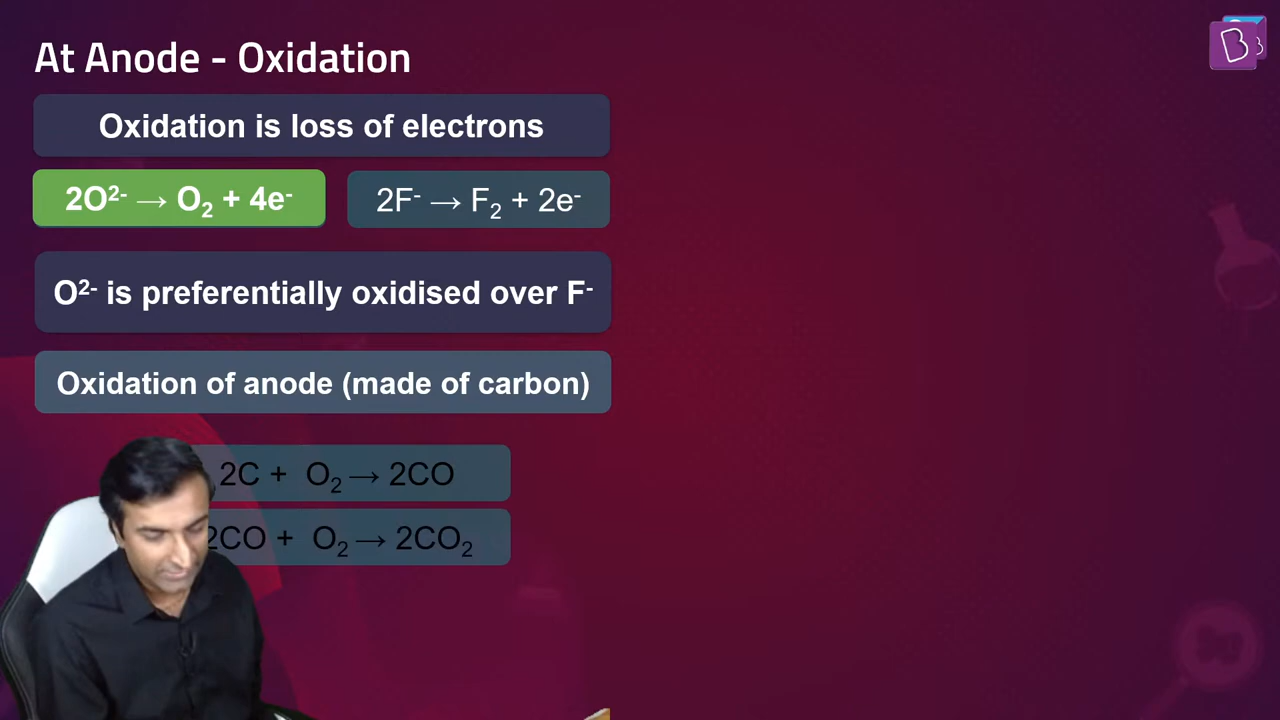 At Anode - Oxidation
Oxidation is loss of electrons
2O²⁻ → O₂ + 4e⁻
2F⁻ → F₂ + 2e⁻
O²⁻ is preferentially oxidised over F⁻
Oxidation of anode (made of carbon)
2C + O₂ → 2CO
2CO + O₂ → 2CO₂
B